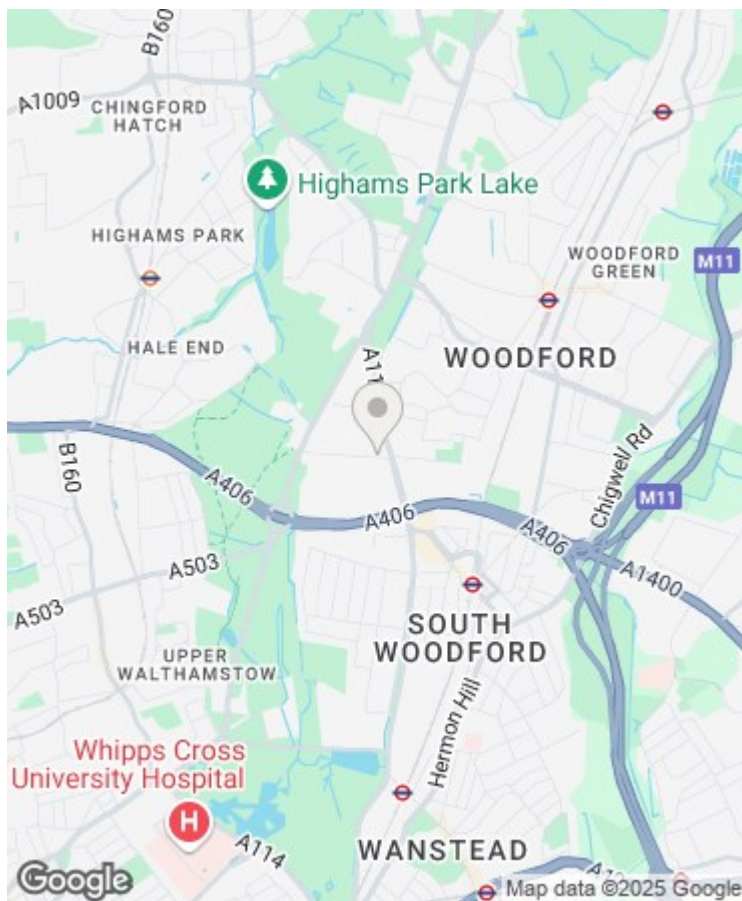 B160
A1009
CHINGFORD
HATCH
Highams Park Lake
HIGHAMS PARK
WOODFORD
GREEN
M11
HALE END
A11
WOODFORD
B160
A406
Chigwell Rd
M11
A406
A406
A503
A1400
A503
SOUTH
WOODFORD
UPPER
WALTHAMSTOW
Hermon Hill
Whipps Cross
University Hospital
H
A114
WANSTEAD
Google
Map data ©2025 Google